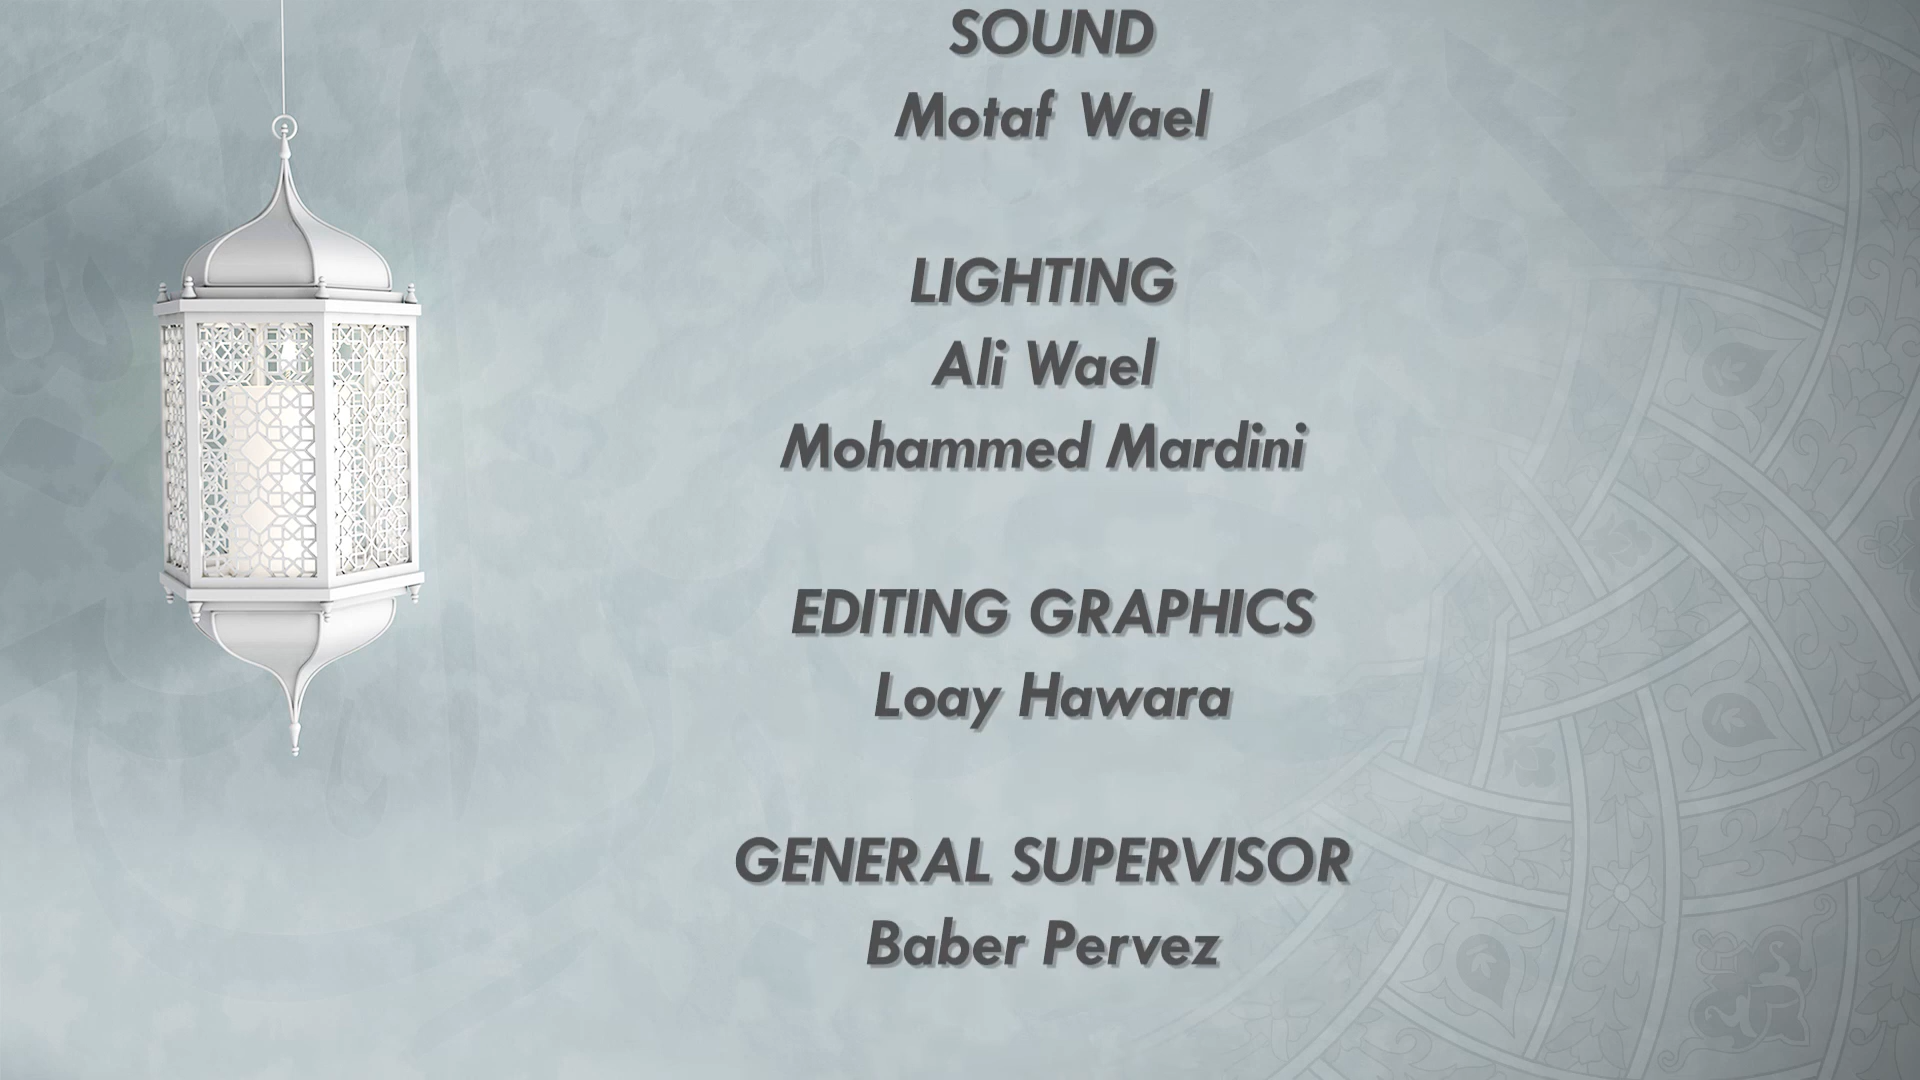 SOUND
Motaf Wael
LIGHTING
Ali Wael
Mohammed Mardini
EDITING GRAPHICS
Loay Hawara
GENERAL SUPERVISOR
Baber Pervez